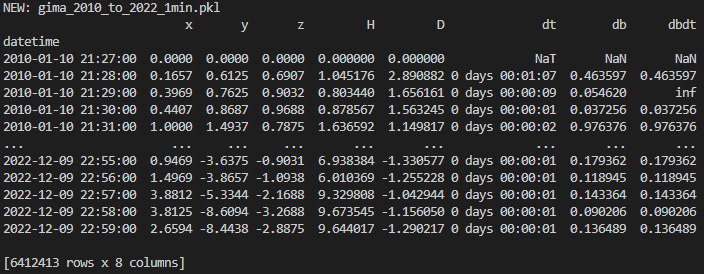 NEW: gima_2010_to_2022_1min.pkl
x y z H D dt db dbdt
datetime
2010-01-10 21:27:00 0.0000 0.0000 0.0000 0.000000 0.000000 NaT NaN NaN
2010-01-10 21:28:00 0.1657 0.6125 0.6907 1.045176 2.890882 0 days 00:01:07 0.463597 0.463597
2010-01-10 21:29:00 0.3969 0.7625 0.9032 0.803440 1.656161 0 days 00:00:09 0.054620 inf
2010-01-10 21:30:00 0.4407 0.8687 0.9688 0.878567 1.563245 0 days 00:00:01 0.037256 0.037256
2010-01-10 21:31:00 1.0000 1.4937 0.7875 1.636592 1.149817 0 days 00:00:02 0.976376 0.976376
... ... ... ... ... ... ... ... ...
2022-12-09 22:55:00 0.9469 -3.6375 -0.9031 6.938384 -1.330577 0 days 00:00:01 0.179362 0.179362
2022-12-09 22:56:00 1.4969 -3.8657 -1.0938 6.010369 -1.255228 0 days 00:00:01 0.118945 0.118945
2022-12-09 22:57:00 3.8812 -5.3344 -2.1688 9.329808 -1.042944 0 days 00:00:01 0.143364 0.143364
2022-12-09 22:58:00 3.8125 -8.6094 -3.2688 9.673545 -1.156050 0 days 00:00:01 0.090206 0.090206
2022-12-09 22:59:00 2.6594 -8.4438 -2.8875 9.644017 -1.290217 0 days 00:00:01 0.136489 0.136489
[6412413 rows x 8 columns]